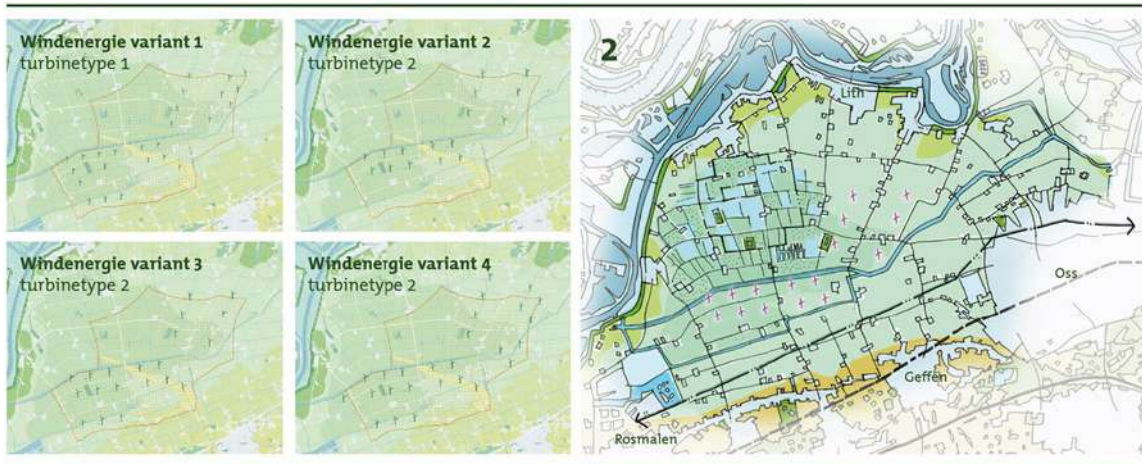 Windenergie variant 1
turbinetype 1
Windenergie variant 2
turbinetype 2
Windenergie variant 3
turbinetype 2
Windenergie variant 4
turbinetype 2
2
Lith
Oss
Geffen
Rosmalen